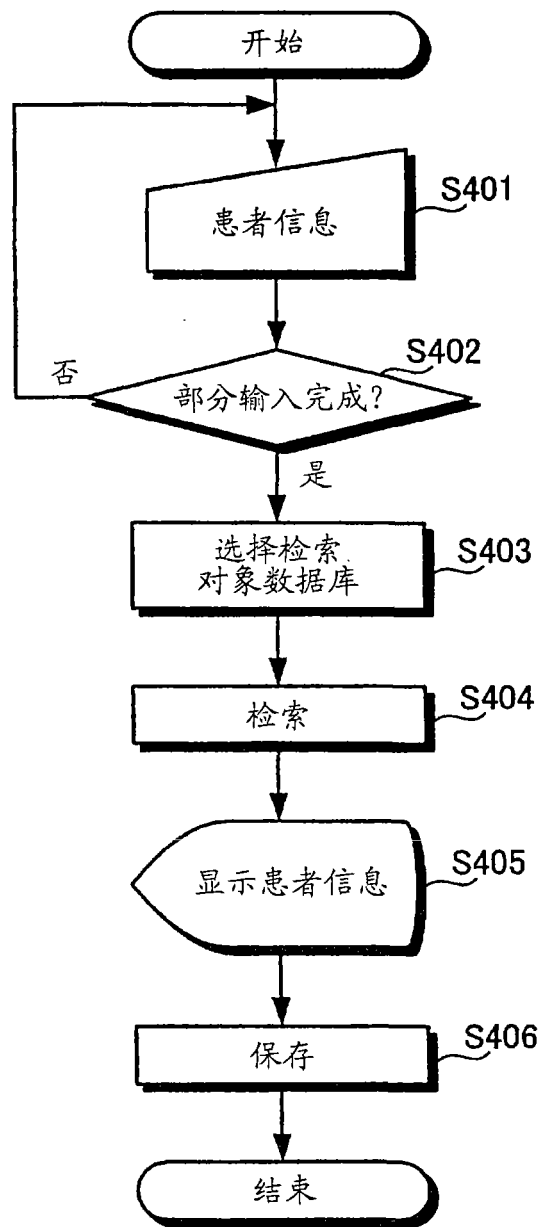 开始
患者信息
S401
部分输入完成?
S402
否
是
选择检索
对象数据库
S403
检索
S404
显示患者信息
S405
保存
S406
结束